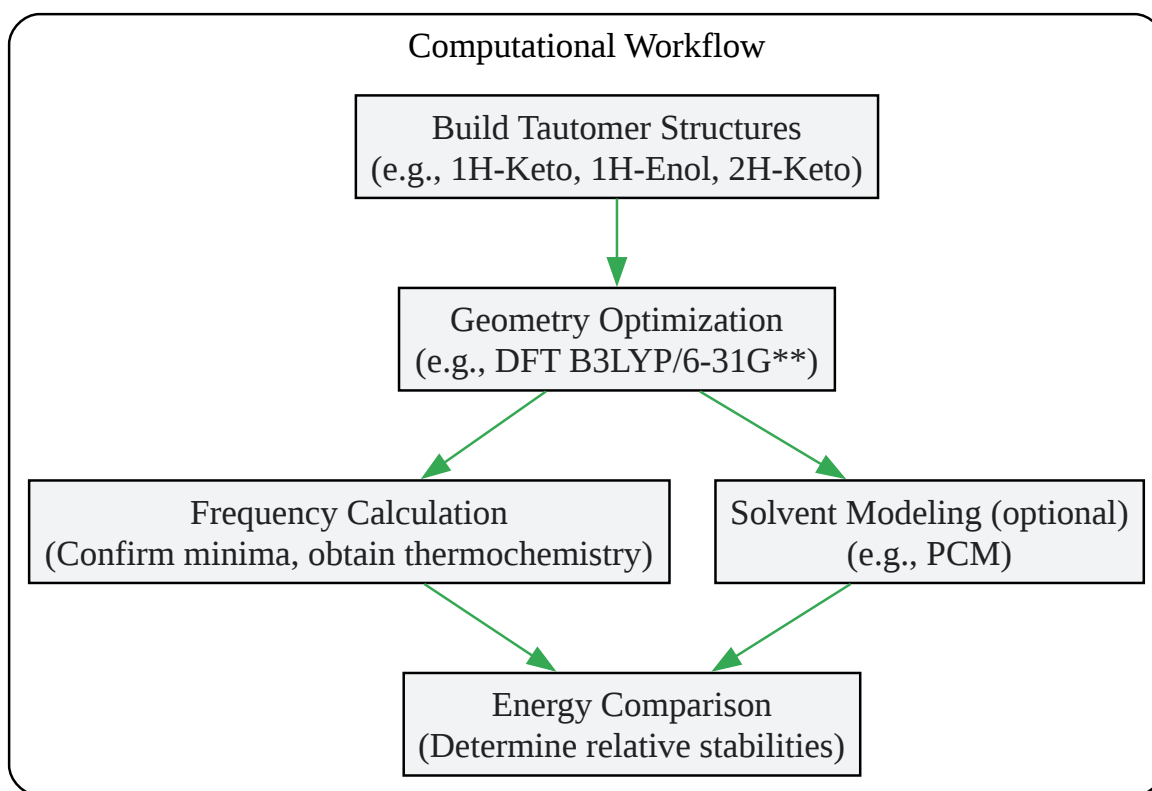 Computational Workflow
Build Tautomer Structures
(e.g., 1H-Keto, 1H-Enol, 2H-Keto)
Geometry Optimization
(e.g., DFT B3LYP/6-31G**)
Frequency Calculation
(Confirm minima, obtain thermochemistry)
Solvent Modeling (optional)
(e.g., PCM)
Energy Comparison
(Determine relative stabilities)